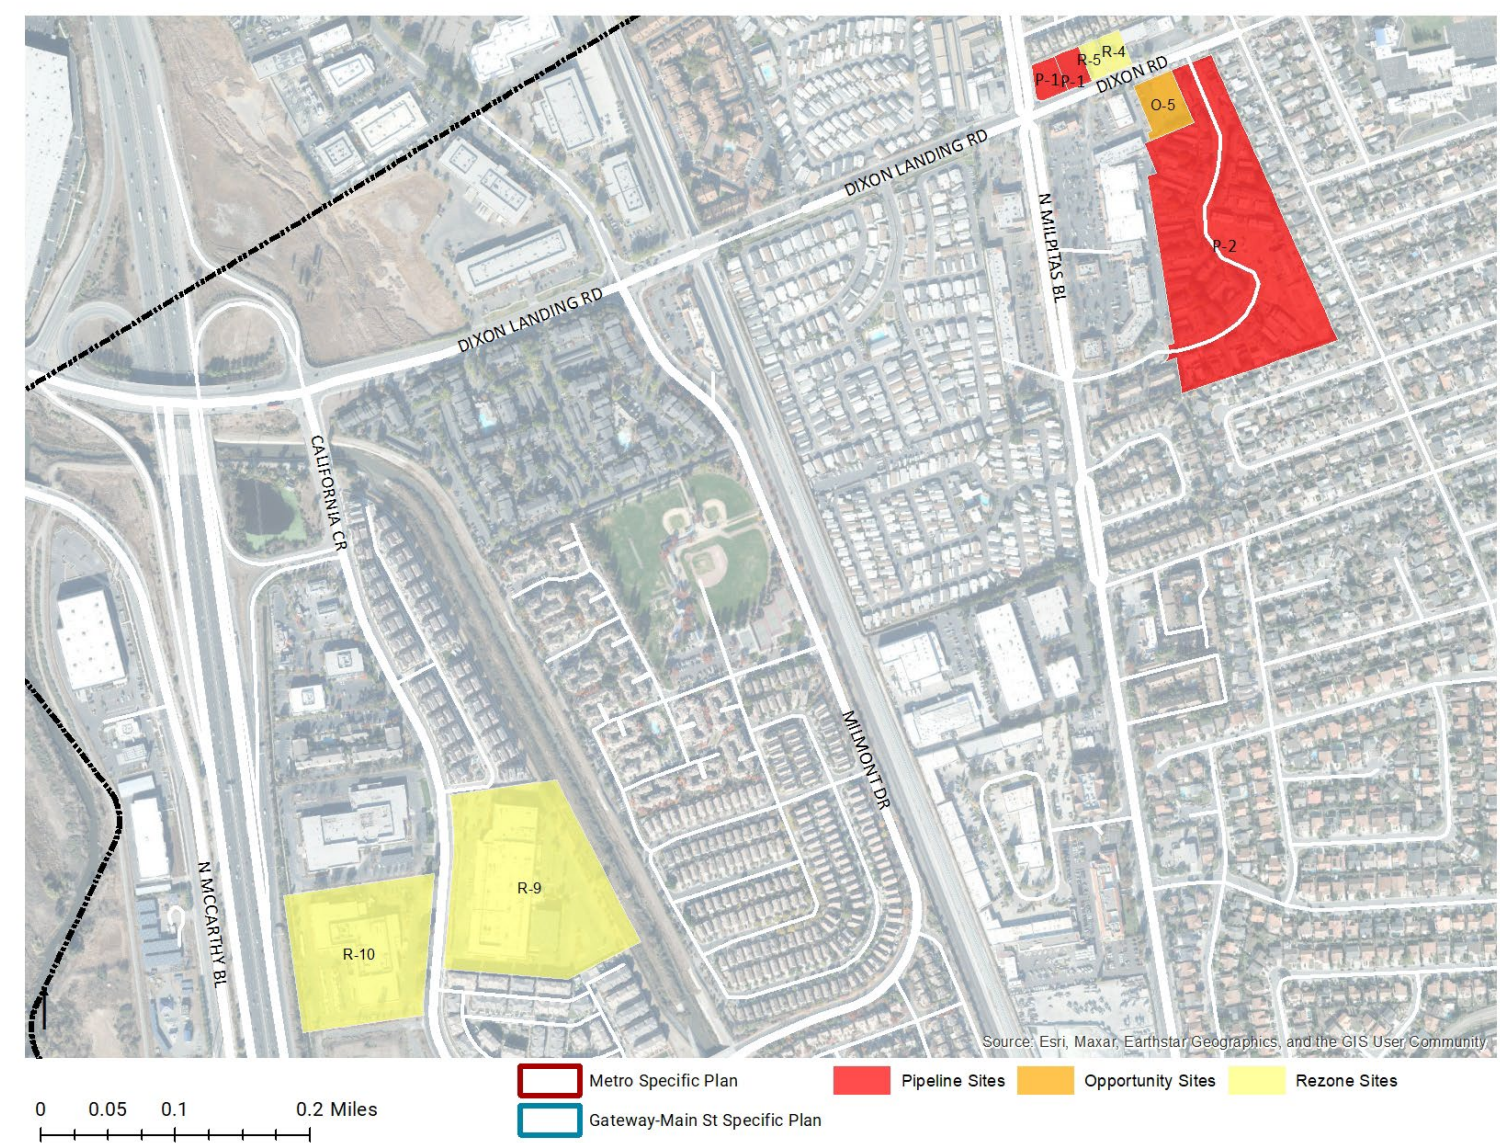 R-5
R-4
P-1
P-1
DIXON RD
O-5
DIXON LANDING RD
N MILPITAS BL
P-2
DIXON LANDING RD
CALIFORNIA CR
MILMONT DR
R-9
N MCCARTHY BL
R-10
Source: Esri, Maxar, Earthstar Geographics, and the GIS User Community
Metro Specific Plan
Pipeline Sites
Opportunity Sites
Rezone Sites
0 0.05 0.1 0.2 Miles
Gateway-Main St Specific Plan